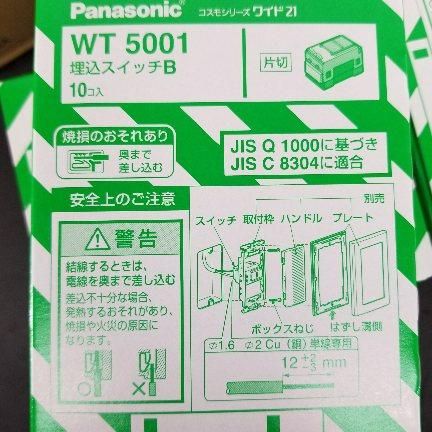 Panasonic コスモシリーズ ワイド21
WT 5001
埋込スイッチB
10コ入
片切
焼損のおそれあり
奥まで
差し込む
JIS Q 1000に基づき
JIS C 8304に適合
安全上のご注意
警告
結線するときは、
電線を奥まで差し込む
差込不十分な場合、
発熱するおそれがあり、
焼損や火災の原因に
なります。
別売
スイッチ 取付枠 ハンドル プレート
ボックスねじ
はずし溝側
∅1.6 ∅2 Cu(銅)単線専用
12 +2 -3 mm